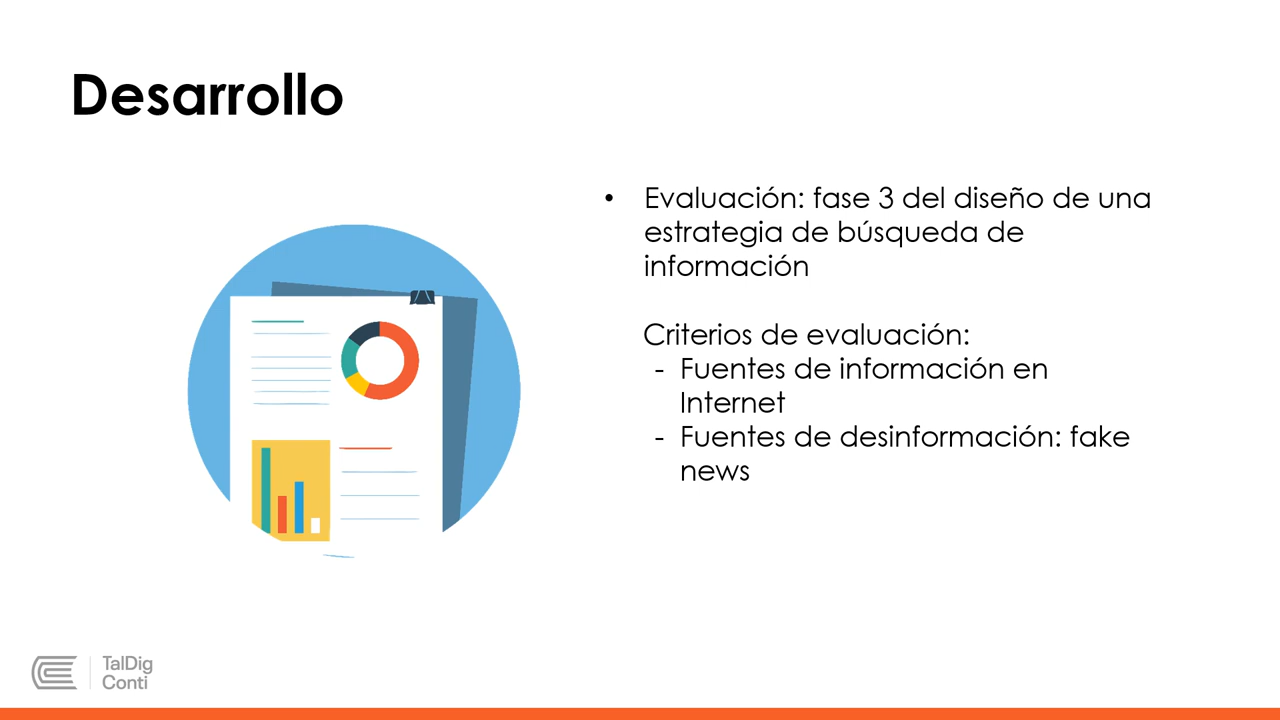 Desarrollo
• Evaluación: fase 3 del diseño de una
estrategia de búsqueda de
información
Criterios de evaluación:
- Fuentes de información en
Internet
- Fuentes de desinformación: fake
news
TalDig
Conti